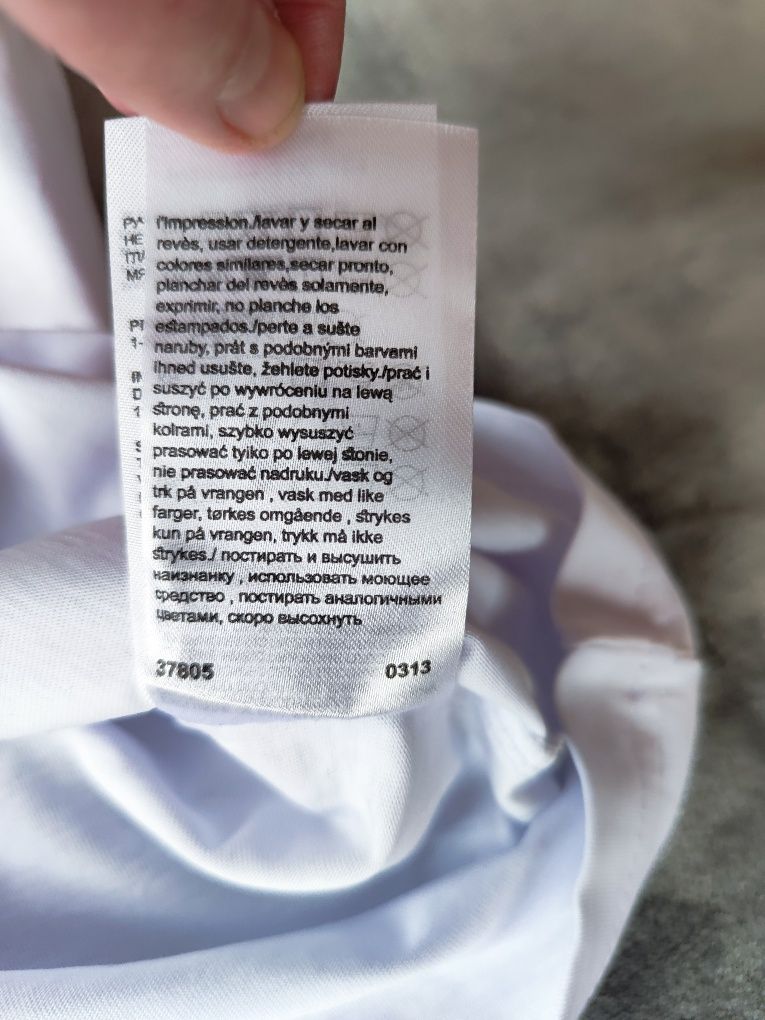 l'impression./lavar y secar al
revès, usar detergente,lavar con
colores similares,secar pronto,
planchar del revés solamente,
exprimir, no planche los
estampados./perte a sušte
naruby, prát s podobnými barvami
ihned usušte, žehlete potisky./prać i
suszyć po wywróceniu na lewą
stronę, prać z podobnymi
kolrami, szybko wysuszyć
prasować tylko po lewej stonie,
nie prasować nadruku./vask og
trk på vrangen , vask med like
farger, tørkes omgående , strykes
kun på vrangen, trykk må ikke
strykes./ постирать и высушить
наизнанку , использовать моющее
средство , постирать аналогичными
цветами, скоро высохнуть
37805 0313